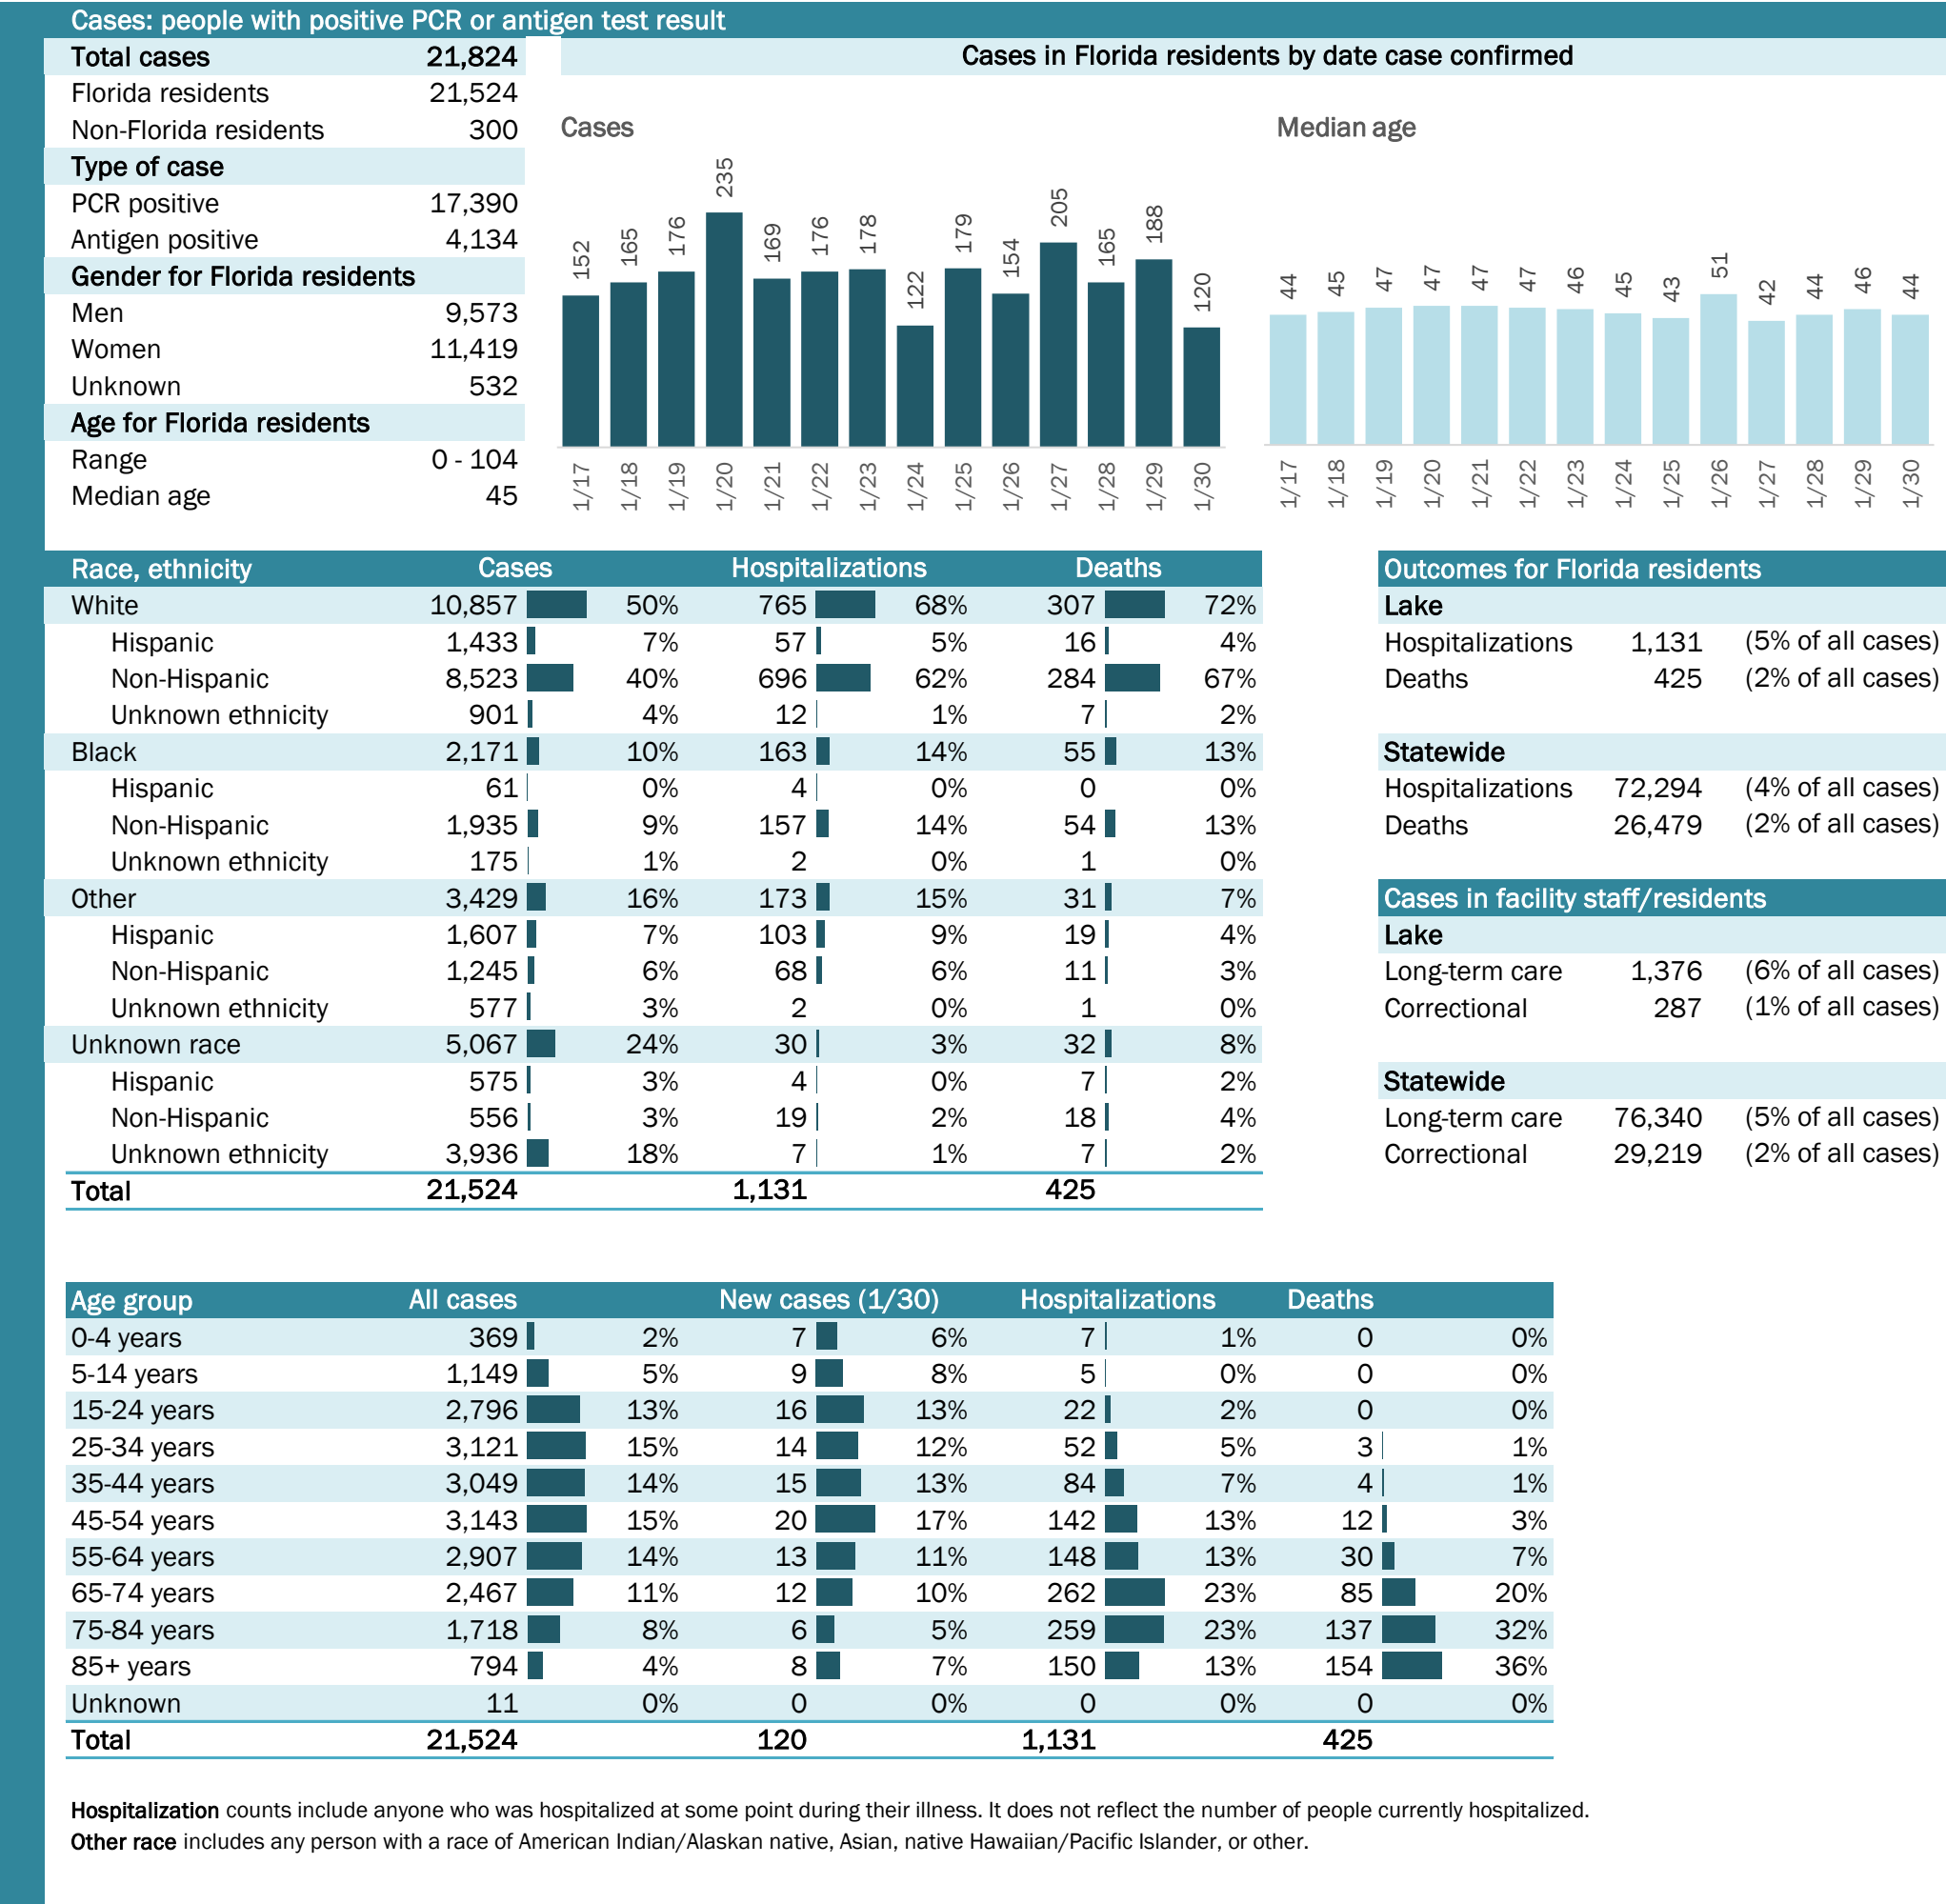 Cases: people with positive PCR or antigen test result
Total cases 21,824
Florida residents 21,524
Non-Florida residents 300
Type of case
PCR positive 17,390
Antigen positive 4,134
Gender for Florida residents
Men 9,573
Women 11,419
Unknown 532
Age for Florida residents
Range 0 - 104
Median age 45
Cases in Florida residents by date case confirmed
Cases
152 165 176 235 169 176 178 122 179 154 205 165 188 120
1/17 1/18 1/19 1/20 1/21 1/22 1/23 1/24 1/25 1/26 1/27 1/28 1/29 1/30
Median age
44 45 47 47 47 47 46 45 43 51 42 44 46 44
1/17 1/18 1/19 1/20 1/21 1/22 1/23 1/24 1/25 1/26 1/27 1/28 1/29 1/30
Race, ethnicity Cases Hospitalizations Deaths
White 10,857 50% 765 68% 307 72%
Hispanic 1,433 7% 57 5% 16 4%
Non-Hispanic 8,523 40% 696 62% 284 67%
Unknown ethnicity 901 4% 12 1% 7 2%
Black 2,171 10% 163 14% 55 13%
Hispanic 61 0% 4 0% 0 0%
Non-Hispanic 1,935 9% 157 14% 54 13%
Unknown ethnicity 175 1% 2 0% 1 0%
Other 3,429 16% 173 15% 31 7%
Hispanic 1,607 7% 103 9% 19 4%
Non-Hispanic 1,245 6% 68 6% 11 3%
Unknown ethnicity 577 3% 2 0% 1 0%
Unknown race 5,067 24% 30 3% 32 8%
Hispanic 575 3% 4 0% 7 2%
Non-Hispanic 556 3% 19 2% 18 4%
Unknown ethnicity 3,936 18% 7 1% 7 2%
Total 21,524 1,131 425
Outcomes for Florida residents
Lake
Hospitalizations 1,131 (5% of all cases)
Deaths 425 (2% of all cases)
Statewide
Hospitalizations 72,294 (4% of all cases)
Deaths 26,479 (2% of all cases)
Cases in facility staff/residents
Lake
Long-term care 1,376 (6% of all cases)
Correctional 287 (1% of all cases)
Statewide
Long-term care 76,340 (5% of all cases)
Correctional 29,219 (2% of all cases)
Age group All cases New cases (1/30) Hospitalizations Deaths
0-4 years 369 2% 7 6% 7 1% 0 0%
5-14 years 1,149 5% 9 8% 5 0% 0 0%
15-24 years 2,796 13% 16 13% 22 2% 0 0%
25-34 years 3,121 15% 14 12% 52 5% 3 1%
35-44 years 3,049 14% 15 13% 84 7% 4 1%
45-54 years 3,143 15% 20 17% 142 13% 12 3%
55-64 years 2,907 14% 13 11% 148 13% 30 7%
65-74 years 2,467 11% 12 10% 262 23% 85 20%
75-84 years 1,718 8% 6 5% 259 23% 137 32%
85+ years 794 4% 8 7% 150 13% 154 36%
Unknown 11 0% 0 0% 0 0% 0 0%
Total 21,524 120 1,131 425
Hospitalization counts include anyone who was hospitalized at some point during their illness. It does not reflect the number of people currently hospitalized.
Other race includes any person with a race of American Indian/Alaskan native, Asian, native Hawaiian/Pacific Islander, or other.